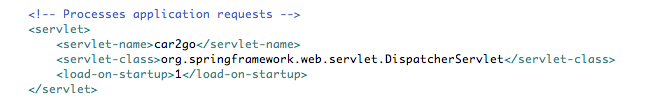 <!-- Processes application requests -->
<servlet>
<servlet-name>car2go</servlet-name>
<servlet-class>org.springframework.web.servlet.DispatcherServlet</servlet-class>
<load-on-startup>1</load-on-startup>
</servlet>